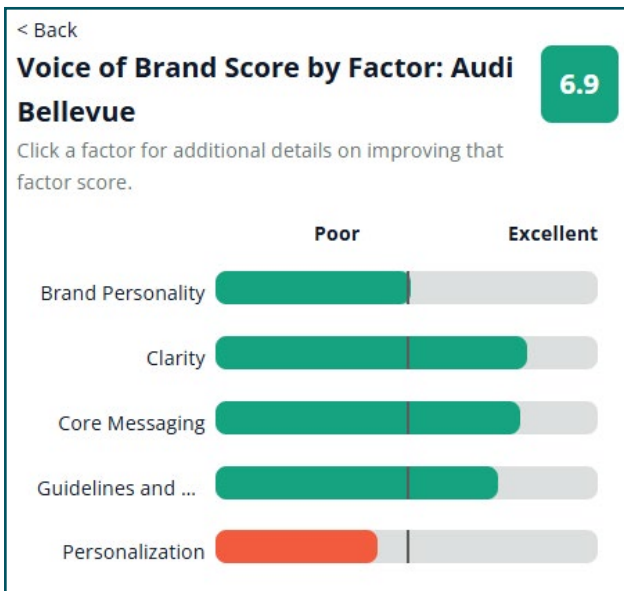 < Back
Voice of Brand Score by Factor: Audi
Bellevue
6.9
Click a factor for additional details on improving that
factor score.
Poor
Excellent
Brand Personality
Clarity
Core Messaging
Guidelines and ...
Personalization